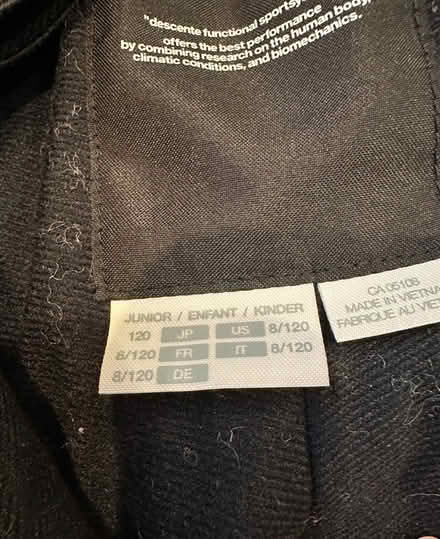 "descente functional sportsy
offers the best performance
by combining research on the human body,
climatic conditions, and biomechanics.
JUNIOR / ENFANT / KINDER
120 JP US 8/120
8/120 FR IT 8/120
8/120 DE
CA 05108
MADE IN VIETNA
FABRIQUE AU VIE